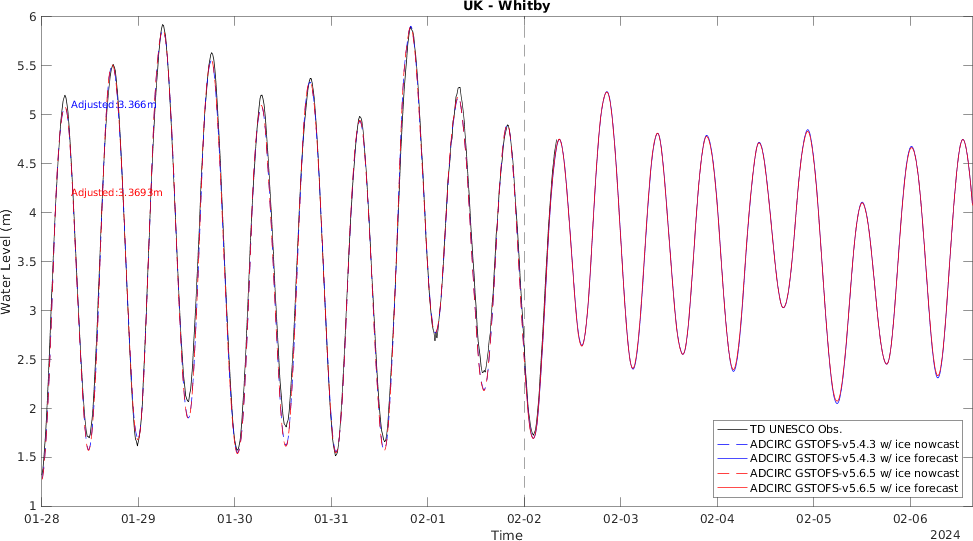 UK - Whitby
6
5.5
5
4.5
4
3.5
3
2.5
2
1.5
1
Water Level (m)
Adjusted:3.366m
Adjusted:3.3693m
TD UNESCO Obs.
ADCIRC GSTOFS-v5.4.3 w/ ice nowcast
ADCIRC GSTOFS-v5.4.3 w/ ice forecast
ADCIRC GSTOFS-v5.6.5 w/ ice nowcast
ADCIRC GSTOFS-v5.6.5 w/ ice forecast
01-28 01-29 01-30 01-31 02-01 02-02 02-03 02-04 02-05 02-06
Time
2024